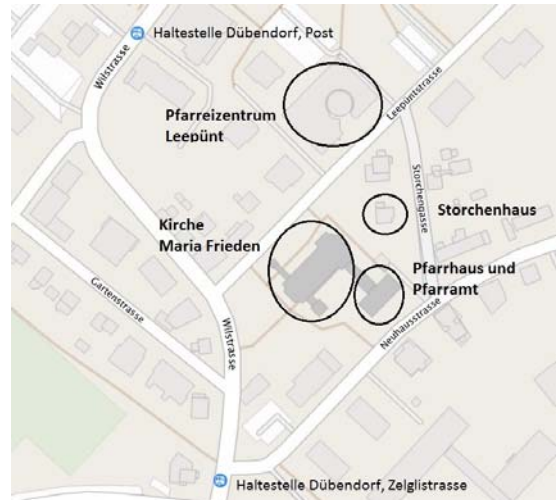 Haltestelle Dübendorf, Post
Wilstrasse
Leepüntstrasse
Pfarreizentrum
Leepünt
Storchengasse
Storchenhaus
Kirche
Maria Frieden
Pfarrhaus und
Pfarramt
Gartenstrasse
Wilstrasse
Neuhausstrasse
Haltestelle Dübendorf, Zelglistrasse